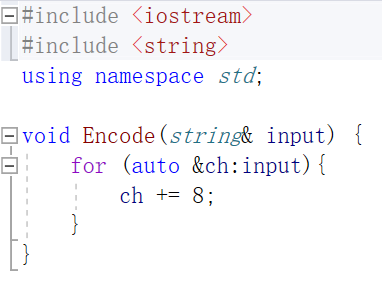 #include <iostream>
#include <string>
using namespace std;
void Encode(string& input) {
for (auto &ch:input){
ch += 8;
}
}